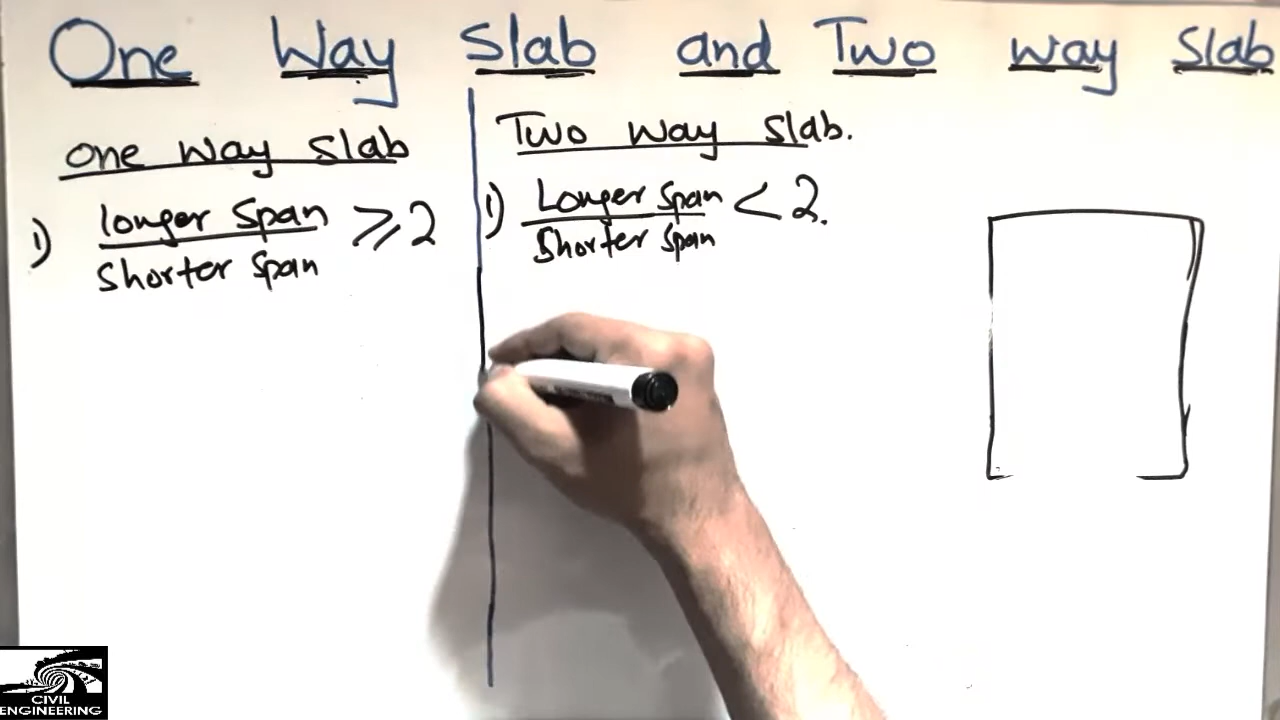 One Way Slab and Two way Slab
one way slab
1) longer span ≥ 2
shorter span
Two way slab.
1) Longer span < 2.
Shorter span
CIVIL
ENGINEERING